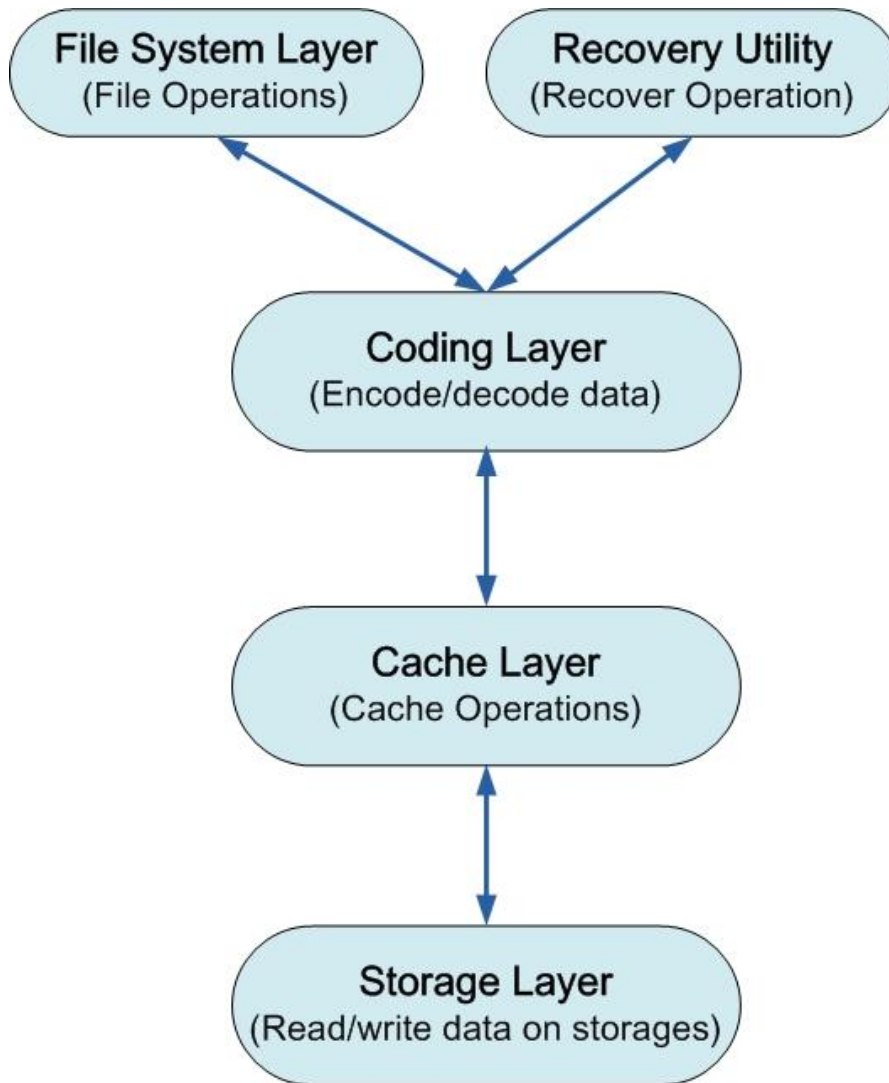 File System Layer
(File Operations)
Recovery Utility
(Recover Operation)
Coding Layer
(Encode/decode data)
Cache Layer
(Cache Operations)
Storage Layer
(Read/write data on storages)